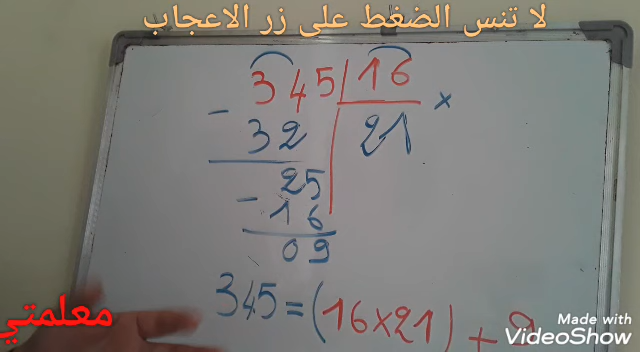 لا تنس الضغط على زر الاعجاب
345 16
- 32 21 ×
25
- 16
09
345 = (16×21) +
معلمتي
Made with
VideoShow